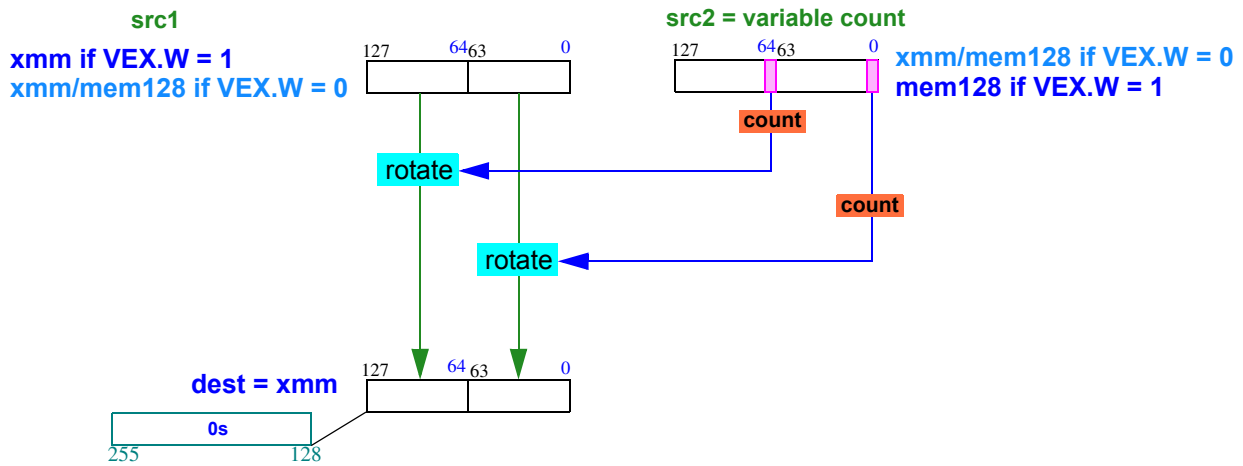 src1
src2 = variable count
xmm if VEX.W = 1
xmm/mem128 if VEX.W = 0
127 64 63 0
127 64 63 0
xmm/mem128 if VEX.W = 0
mem128 if VEX.W = 1
count
rotate
count
rotate
dest = xmm
127 64 63 0
0s
255 128